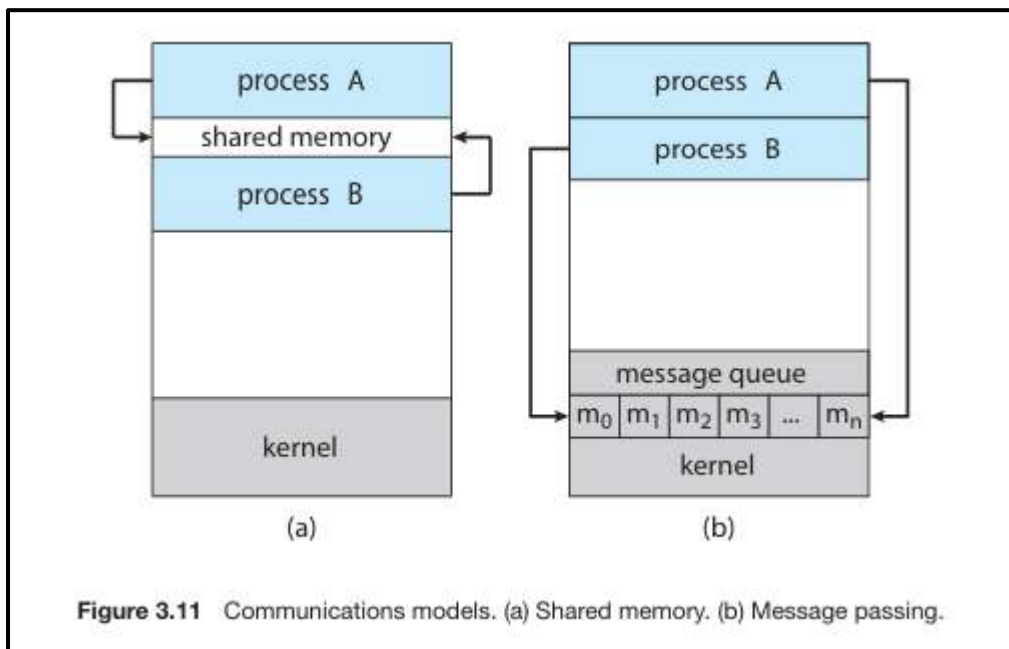 process A
shared memory
process B
kernel
(a)
process A
process B
message queue
m₀ m₁ m₂ m₃ ... mₙ
kernel
(b)
Figure 3.11 Communications models. (a) Shared memory. (b) Message passing.